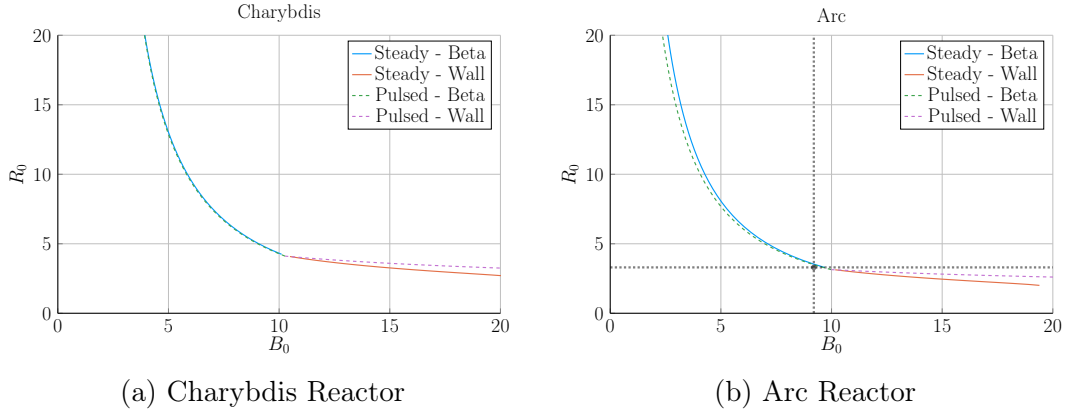 Charybdis
20
15
10
5
0
0
5
10
15
20
R0
B0
Steady - Beta
Steady - Wall
Pulsed - Beta
Pulsed - Wall
(a) Charybdis Reactor
Arc
20
15
10
5
0
0
5
10
15
20
R0
B0
Steady - Beta
Steady - Wall
Pulsed - Beta
Pulsed - Wall
(b) Arc Reactor